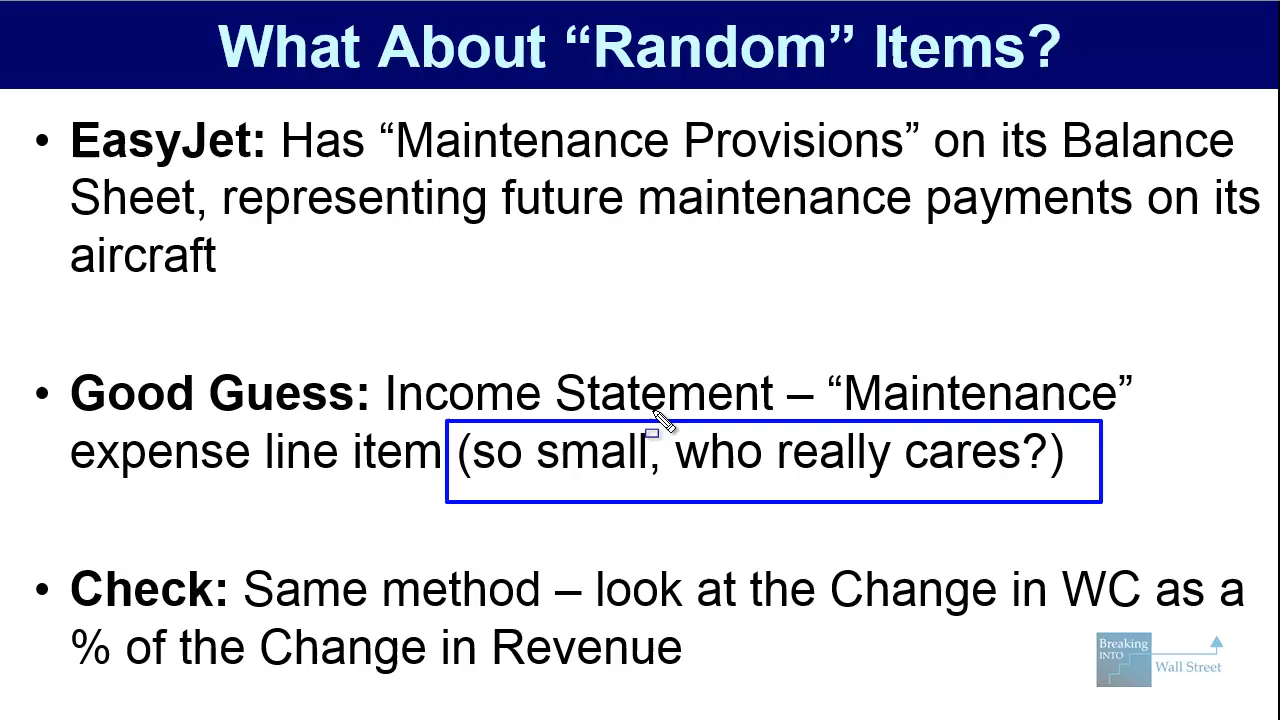 What About “Random” Items?
• EasyJet: Has “Maintenance Provisions” on its Balance
Sheet, representing future maintenance payments on its
aircraft
• Good Guess: Income Statement – “Maintenance”
expense line item (so small, who really cares?)
• Check: Same method – look at the Change in WC as a
% of the Change in Revenue
Breaking
INTO
Wall Street